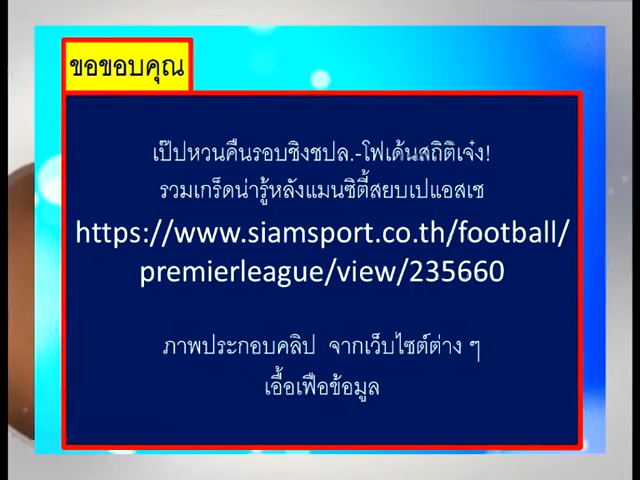 ขอขอบคุณ
เป๊ปหวนคืนรอบชิงชปล.-โฟเด้นสถิติเจ๋ง!
รวมเกร็ดน่ารู้หลังแมนซิตี้สยบเปแอสเช
https://www.siamsport.co.th/football/
premierleague/view/235660
ภาพประกอบคลิป จากเว็บไซต์ต่าง ๆ
เอื้อเฟือข้อมูล